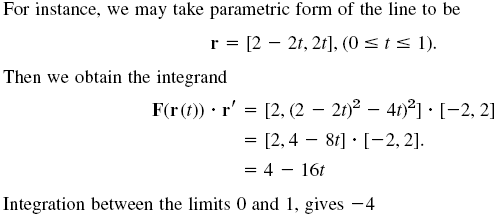 For instance, we may take parametric form of the line to be
r = [2 − 2t, 2t], (0 ≤ t ≤ 1).
Then we obtain the integrand
F(r(t)) · r′ = [2, (2 − 2t)² − 4t)²] · [−2, 2]
= [2, 4 − 8t] · [−2, 2].
= 4 − 16t
Integration between the limits 0 and 1, gives −4